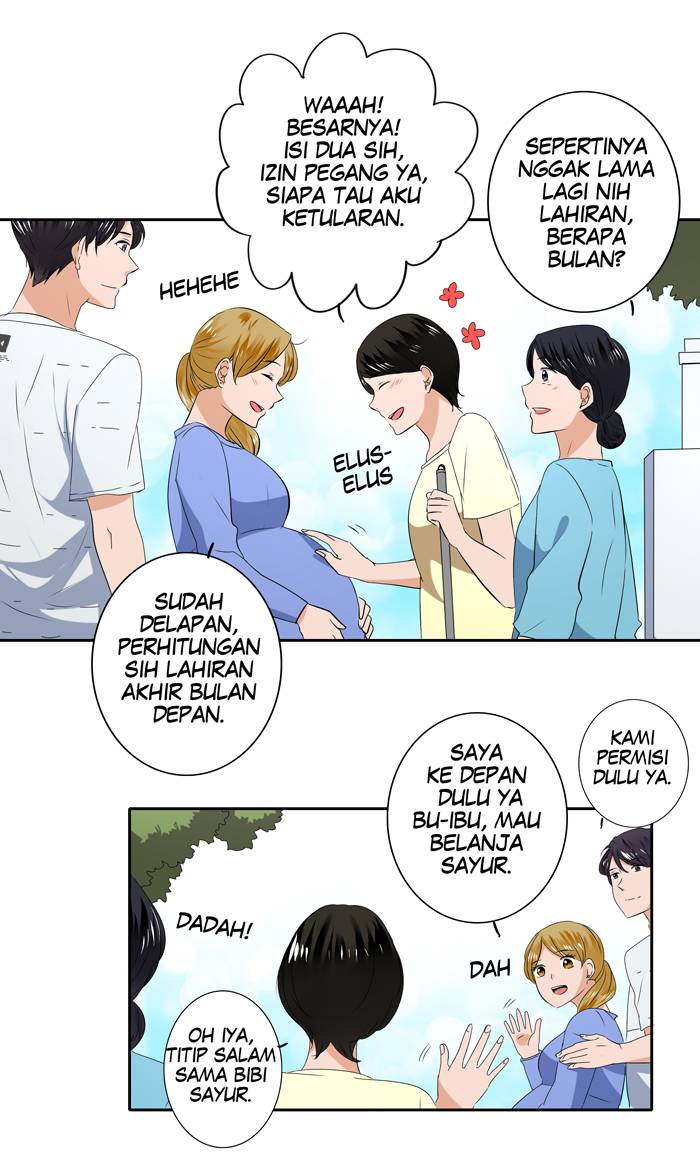 WAAAH!
BESARNYA!
ISI DUA SIH,
IZIN PEGANG YA,
SIAPA TAU AKU
KETULARAN.
SEPERTINYA
NGGAK LAMA
LAGI NIH
LAHIRAN,
BERAPA
BULAN?
HEHEHE
ELUS-
ELUS
SUDAH
DELAPAN,
PERHITUNGAN
SIH LAHIRAN
AKHIR BULAN
DEPAN.
SAYA
KE DEPAN
DULU YA
BU-IBU, MAU
BELANJA
SAYUR.
KAMI
PERMISI
DULU YA.
DADAH!
DAH
OH IYA,
TITIP SALAM
SAMA BIBI
SAYUR.